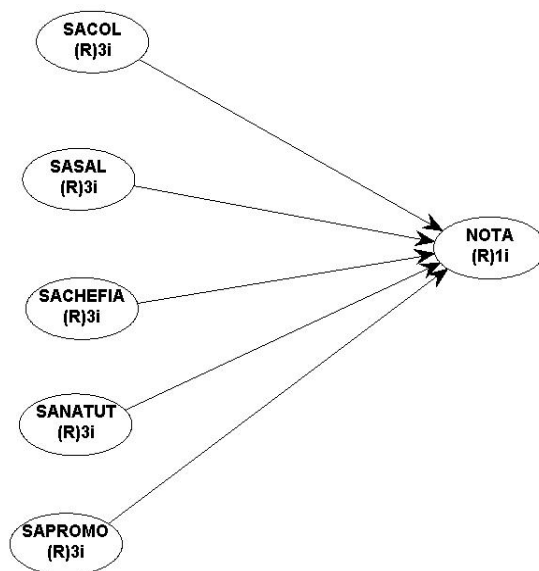 SACOL
(R)3i
SASAL
(R)3i
NOTA
(R)1i
SACHEFIA
(R)3i
SANATUT
(R)3i
SAPROMO
(R)3i